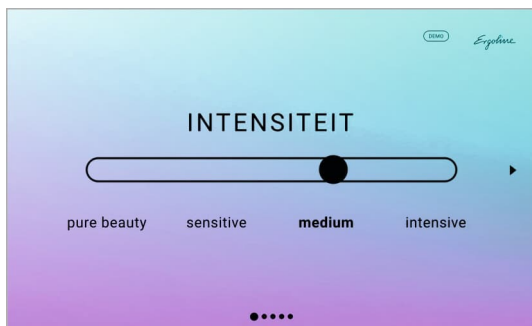 DEMO
Ergoline
INTENSITEIT
pure beauty sensitive medium intensive